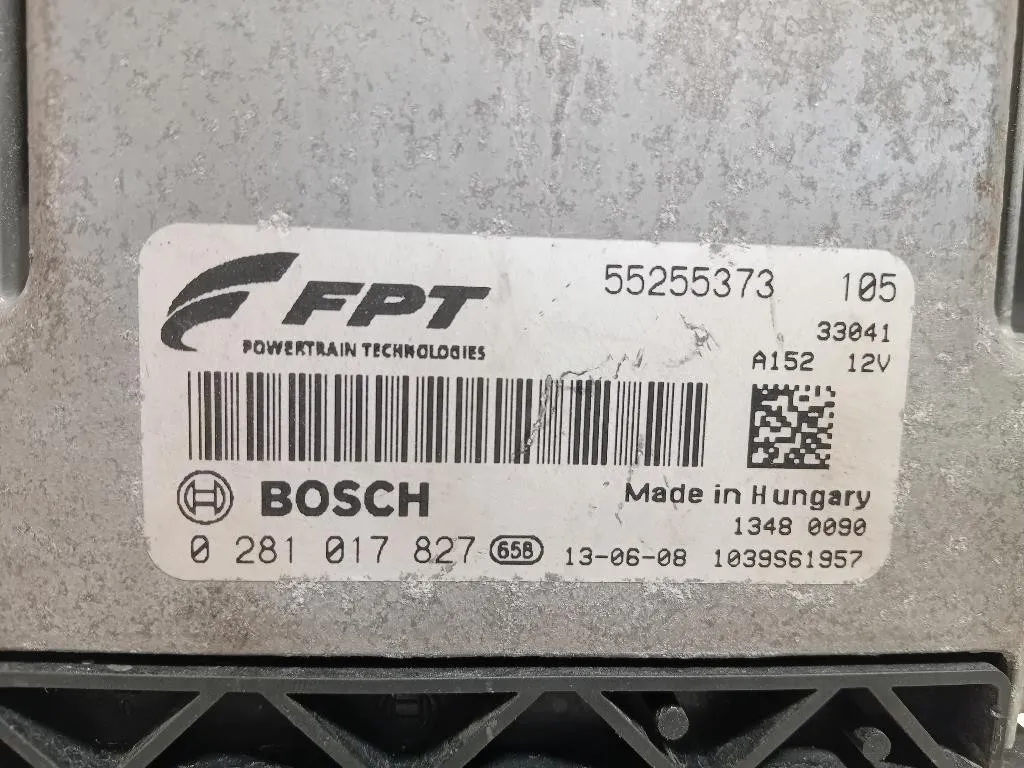 FPT
POWERTRAIN TECHNOLOGIES
55255373 105
33041
A152 12V
BOSCH
Made in Hungary
1348 0090
0 281 017 827 65B 13-06-08 1039S61957